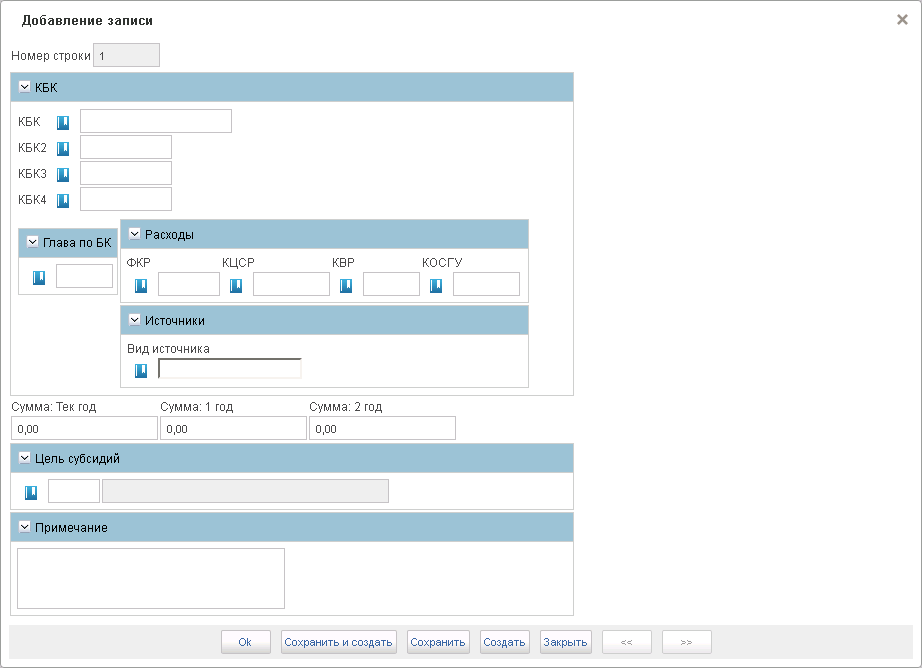 Добавление записи
Номер строки 1
КБК
КБК
КБК2
КБК3
КБК4
Глава по БК
Расходы
ФКР КЦСР КВР КОСГУ
Источники
Вид источника
Сумма: Тек год Сумма: 1 год Сумма: 2 год
0,00 0,00 0,00
Цель субсидий
Примечание
Ok Сохранить и создать Сохранить Создать Закрыть << >>